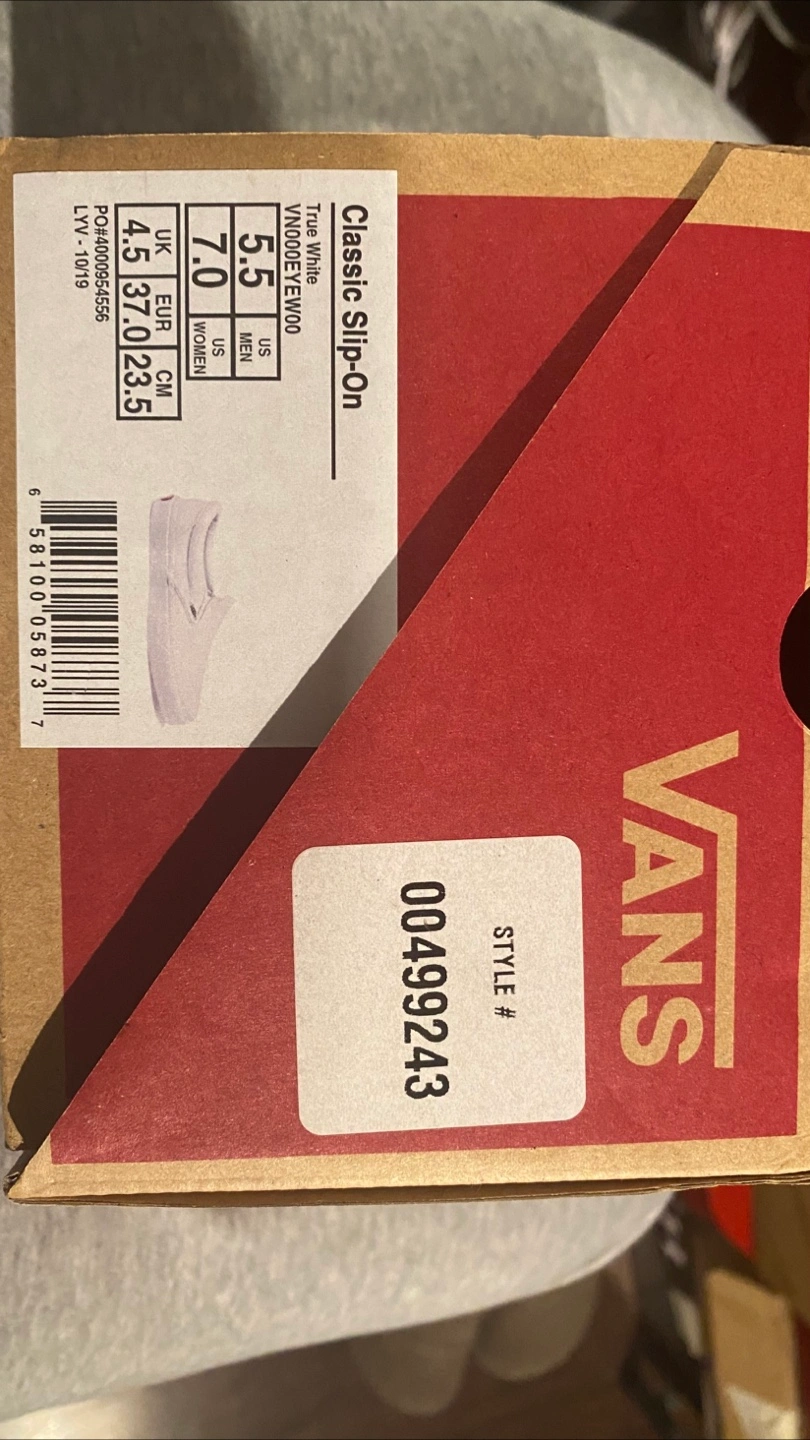 Classic Slip-On
True White
VN000EYEW00
5.5 US MEN
7.0 US WOMEN
UK EUR CM
4.5 37.0 23.5
PO#4000954556
LYV - 10/19
6 58100 05873 7
VANS
STYLE #
00499243